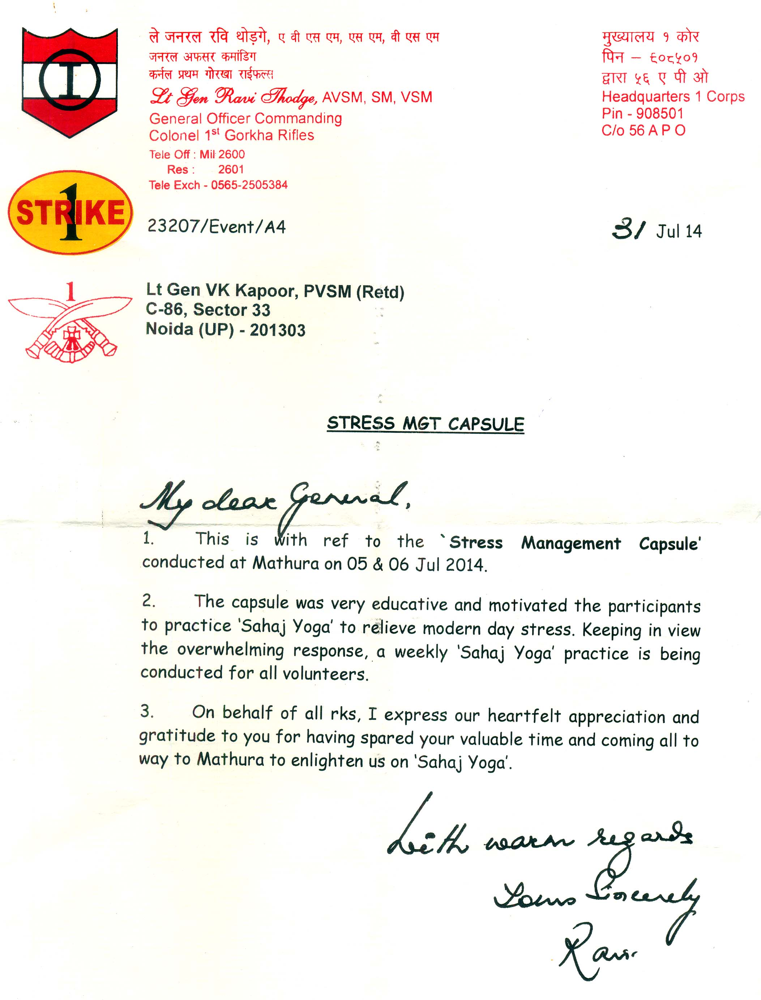 I
ले जनरल रवि थोड़गे, ए वी एस एम, एस एम, वी एस एम
जनरल अफसर कमांडिग
कर्नल प्रथम गोरखा राईफल्स
Lt Gen Ravi Thodge, AVSM, SM, VSM
General Officer Commanding
Colonel 1st Gorkha Rifles
Tele Off : Mil 2600
Res : 2601
Tele Exch - 0565-2505384
मुख्यालय १ कोर
पिन – ९०८५०१
द्वारा ५६ ए पी ओ
Headquarters 1 Corps
Pin - 908501
C/o 56 A P O
1
STRIKE
23207/Event/A4
31 Jul 14
1
Lt Gen VK Kapoor, PVSM (Retd)
C-86, Sector 33
Noida (UP) - 201303
STRESS MGT CAPSULE
My dear General,
1. This is with ref to the `Stress Management Capsule'
conducted at Mathura on 05 & 06 Jul 2014.
2. The capsule was very educative and motivated the participants
to practice 'Sahaj Yoga' to relieve modern day stress. Keeping in view
the overwhelming response, a weekly 'Sahaj Yoga' practice is being
conducted for all volunteers.
3. On behalf of all rks, I express our heartfelt appreciation and
gratitude to you for having spared your valuable time and coming all to
way to Mathura to enlighten us on 'Sahaj Yoga'.
With warm regards
Yours Sincerely
Ravi